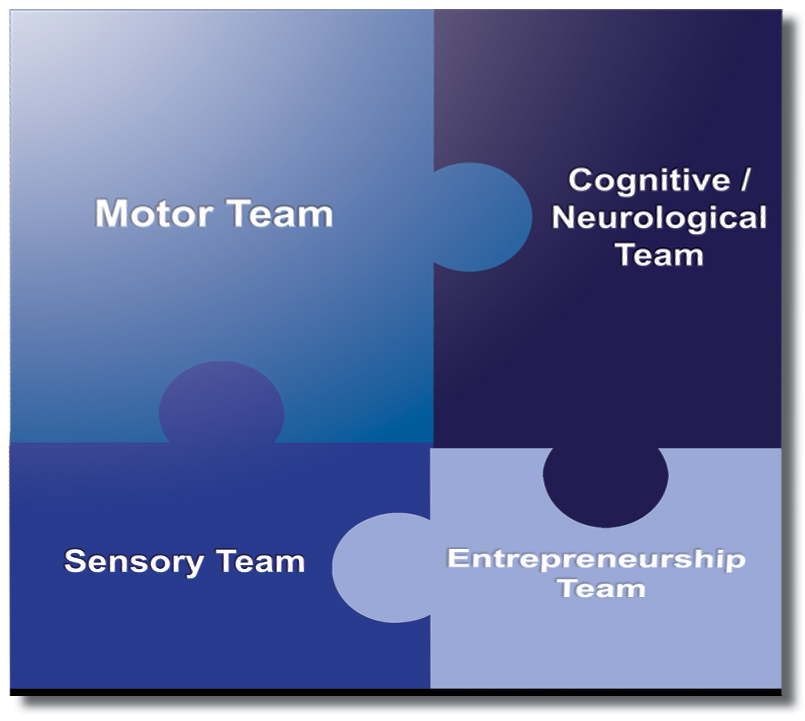 Motor Team
Cognitive /
Neurological
Team
Sensory Team
Entrepreneurship
Team